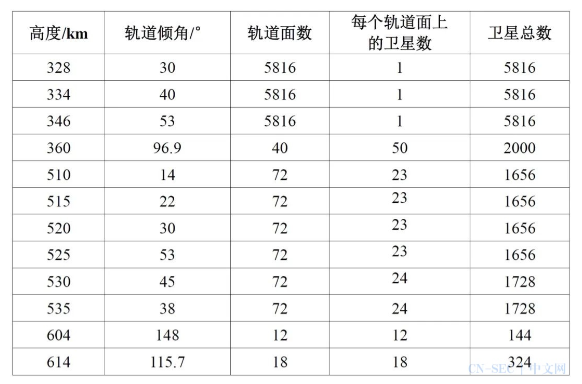 高度/km 轨道倾角/° 轨道面数 每个轨道面上的卫星数 卫星总数
328 30 5816 1 5816
334 40 5816 1 5816
346 53 5816 1 5816
360 96.9 40 50 2000
510 14 72 23 1656
515 22 72 23 1656
520 30 72 23 1656
525 53 72 23 1656
530 45 72 24 1728
535 38 72 24 1728
604 148 12 12 144
614 115.7 18 18 324
CN-SEC 中文网